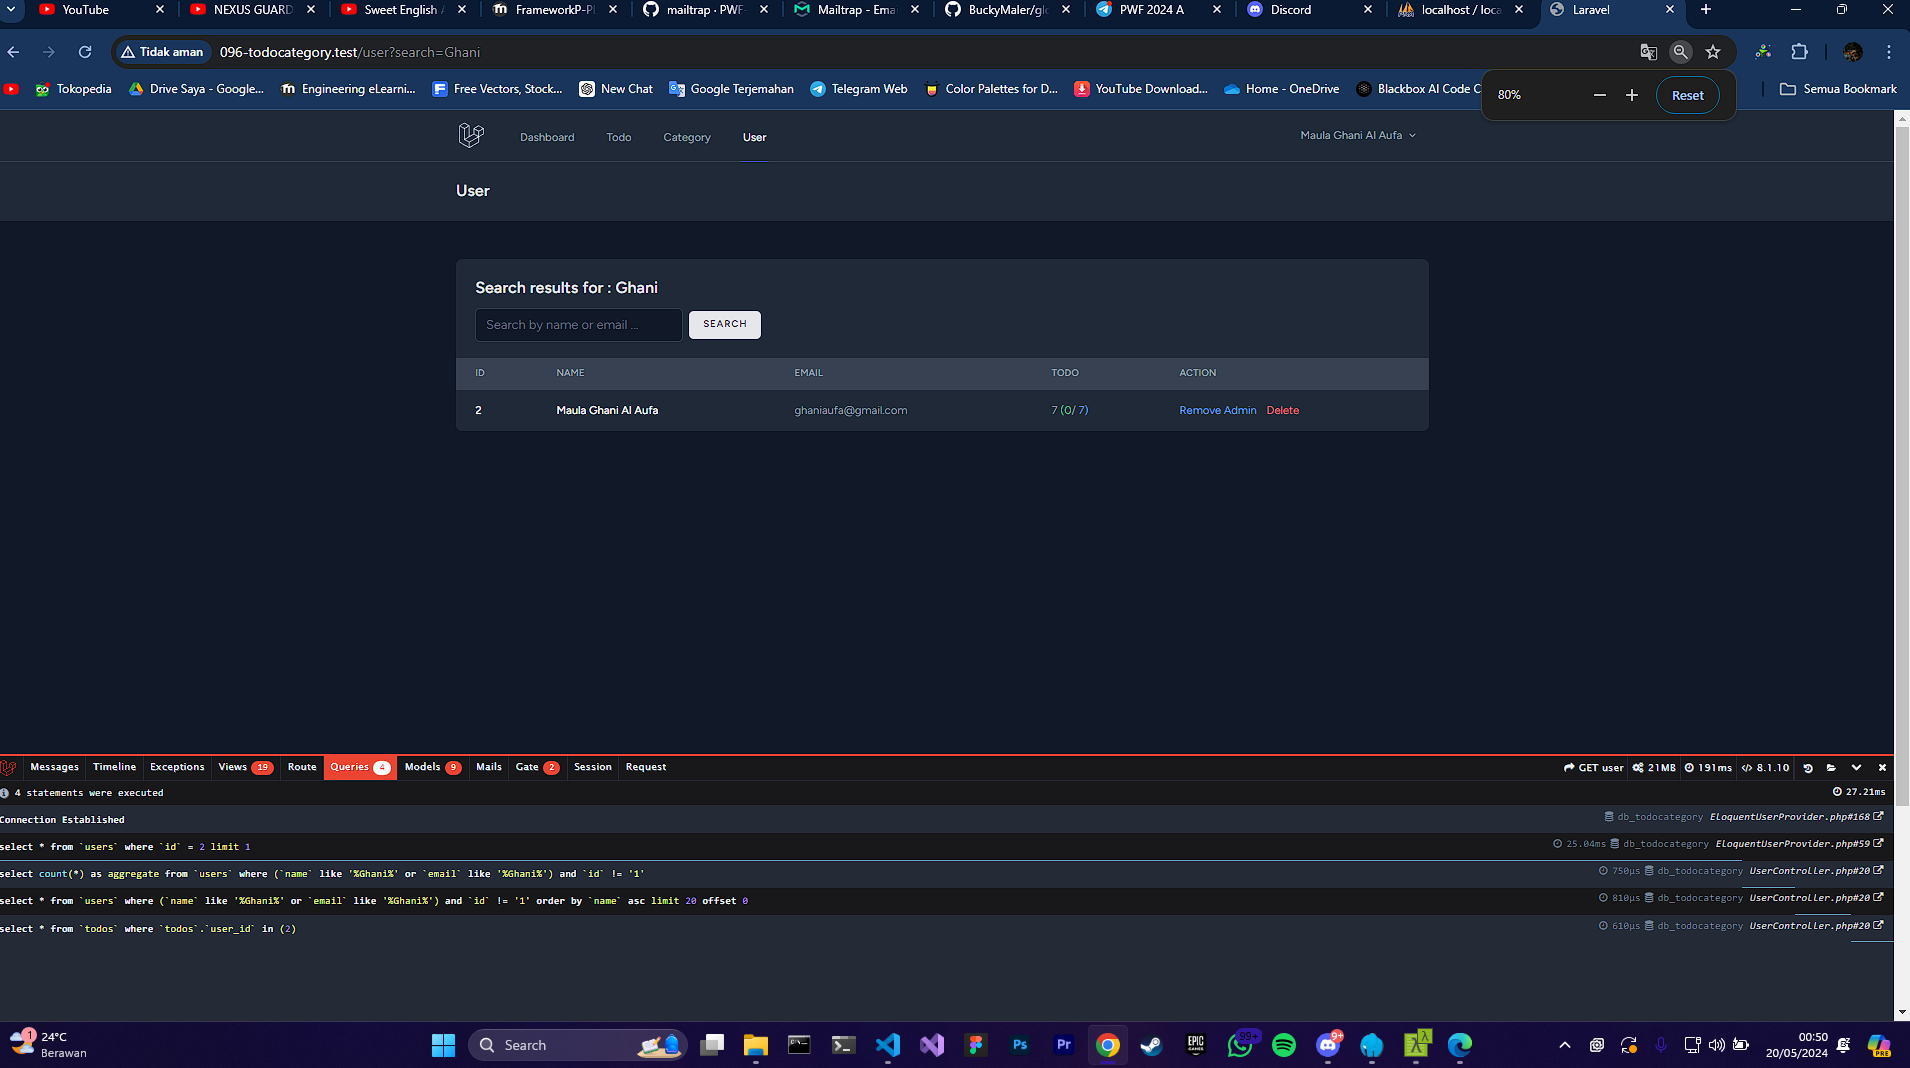 YouTube
NEXUS GUARD
Sweet English A
FrameworkP-Pl
mailtrap · PWF-
Mailtrap - Emai
BuckyMaler/glo
PWF 2024 A
Discord
localhost / loca
Laravel
Tidak aman 096-todocategory.test/user?search=Ghani
Tokopedia
Drive Saya - Google...
Engineering eLearni...
Free Vectors, Stock...
New Chat
Google Terjemahan
Telegram Web
Color Palettes for D...
YouTube Download...
Home - OneDrive
Blackbox AI Code C
Semua Bookmark
80% Reset
Dashboard Todo Category User Maula Ghani Al Aufa
User
Search results for : Ghani
Search by name or email ... SEARCH
ID NAME EMAIL TODO ACTION
2 Maula Ghani Al Aufa ghaniaufa@gmail.com 7 (0/ 7) Remove Admin Delete
Messages Timeline Exceptions Views 19 Route Queries 4 Models 9 Mails Gate 2 Session Request GET user 21MB 191ms 8.1.10
4 statements were executed 27.21ms
Connection Established db_todocategory EloquentUserProvider.php#168
select * from `users` where `id` = 2 limit 1 25.04ms db_todocategory EloquentUserProvider.php#59
select count(*) as aggregate from `users` where (`name` like '%Ghani%' or `email` like '%Ghani%') and `id` != '1' 750μs db_todocategory UserController.php#20
select * from `users` where (`name` like '%Ghani%' or `email` like '%Ghani%') and `id` != '1' order by `name` asc limit 20 offset 0 810μs db_todocategory UserController.php#20
select * from `todos` where `todos`.`user_id` in (2) 610μs db_todocategory UserController.php#20
1
24°C
Berawan
Search
Ps
Pr
EPIC
GAMES
99+
9+
00:50
20/05/2024
PRE